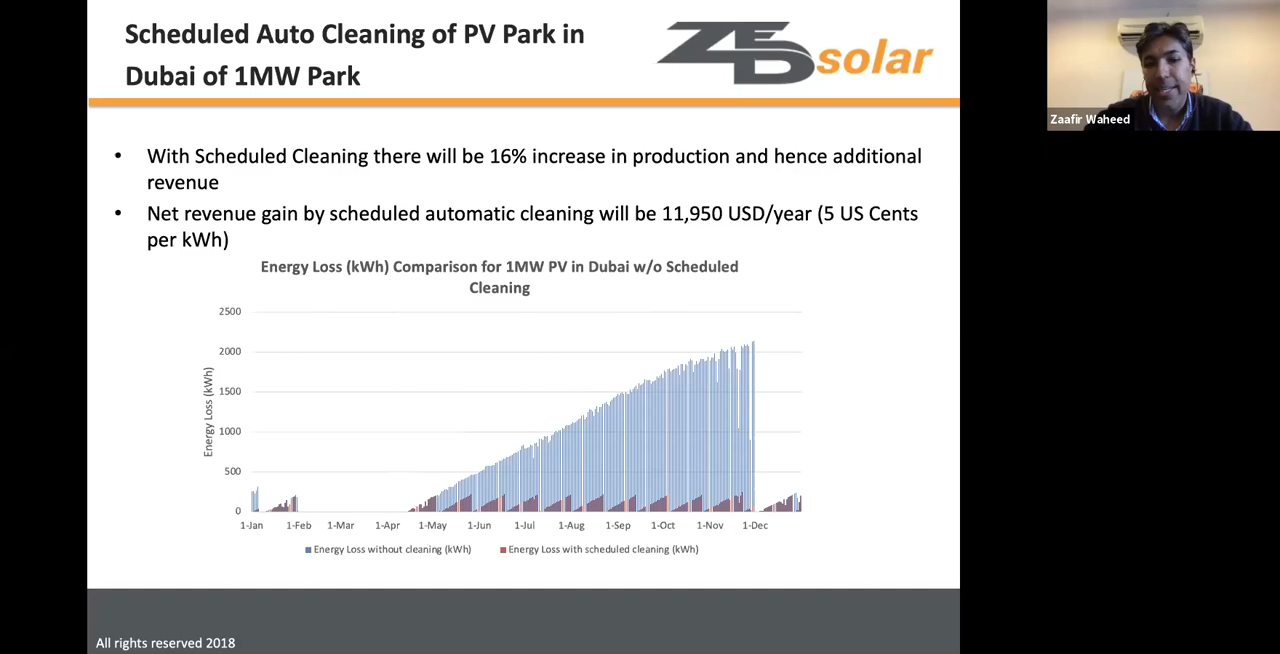 Scheduled Auto Cleaning of PV Park in
Dubai of 1MW Park
ZED solar
Zaafir Waheed
• With Scheduled Cleaning there will be 16% increase in production and hence additional
revenue
• Net revenue gain by scheduled automatic cleaning will be 11,950 USD/year (5 US Cents
per kWh)
Energy Loss (kWh) Comparison for 1MW PV in Dubai w/o Scheduled
Cleaning
Energy Loss (kWh)
2500
2000
1500
1000
500
0
1-Jan 1-Feb 1-Mar 1-Apr 1-May 1-Jun 1-Jul 1-Aug 1-Sep 1-Oct 1-Nov 1-Dec
Energy Loss without cleaning (kWh) Energy Loss with scheduled cleaning (kWh)
All rights reserved 2018